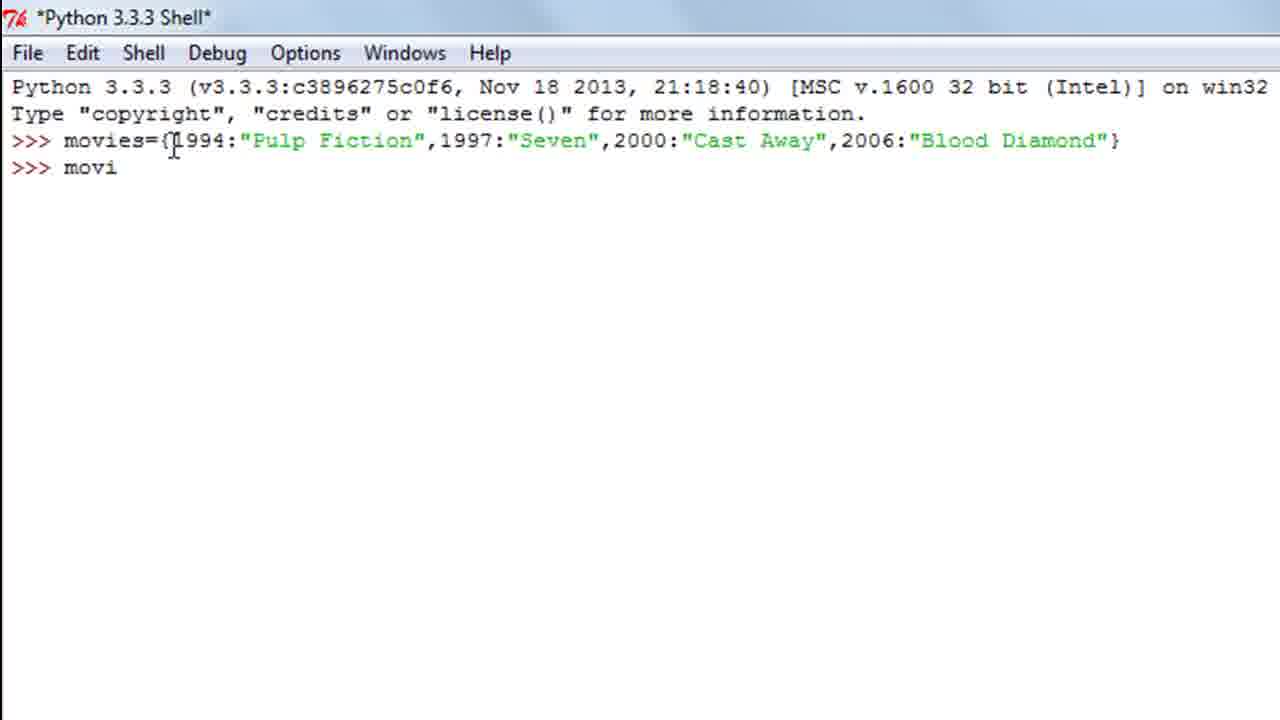 *Python 3.3.3 Shell*
File Edit Shell Debug Options Windows Help
Python 3.3.3 (v3.3.3:c3896275c0f6, Nov 18 2013, 21:18:40) [MSC v.1600 32 bit (Intel)] on win32
Type "copyright", "credits" or "license()" for more information.
>>> movies={1994:"Pulp Fiction",1997:"Seven",2000:"Cast Away",2006:"Blood Diamond"}
>>> movi